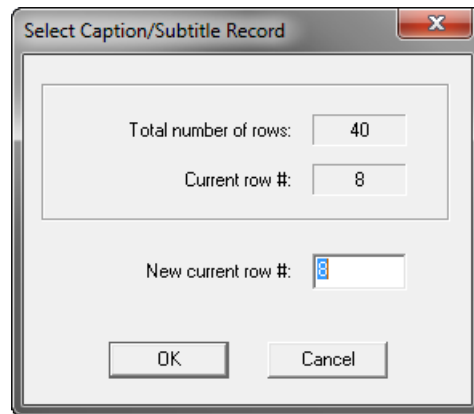 Select Caption/Subtitle Record
Total number of rows: 40
Current row #: 8
New current row #: 8
OK Cancel